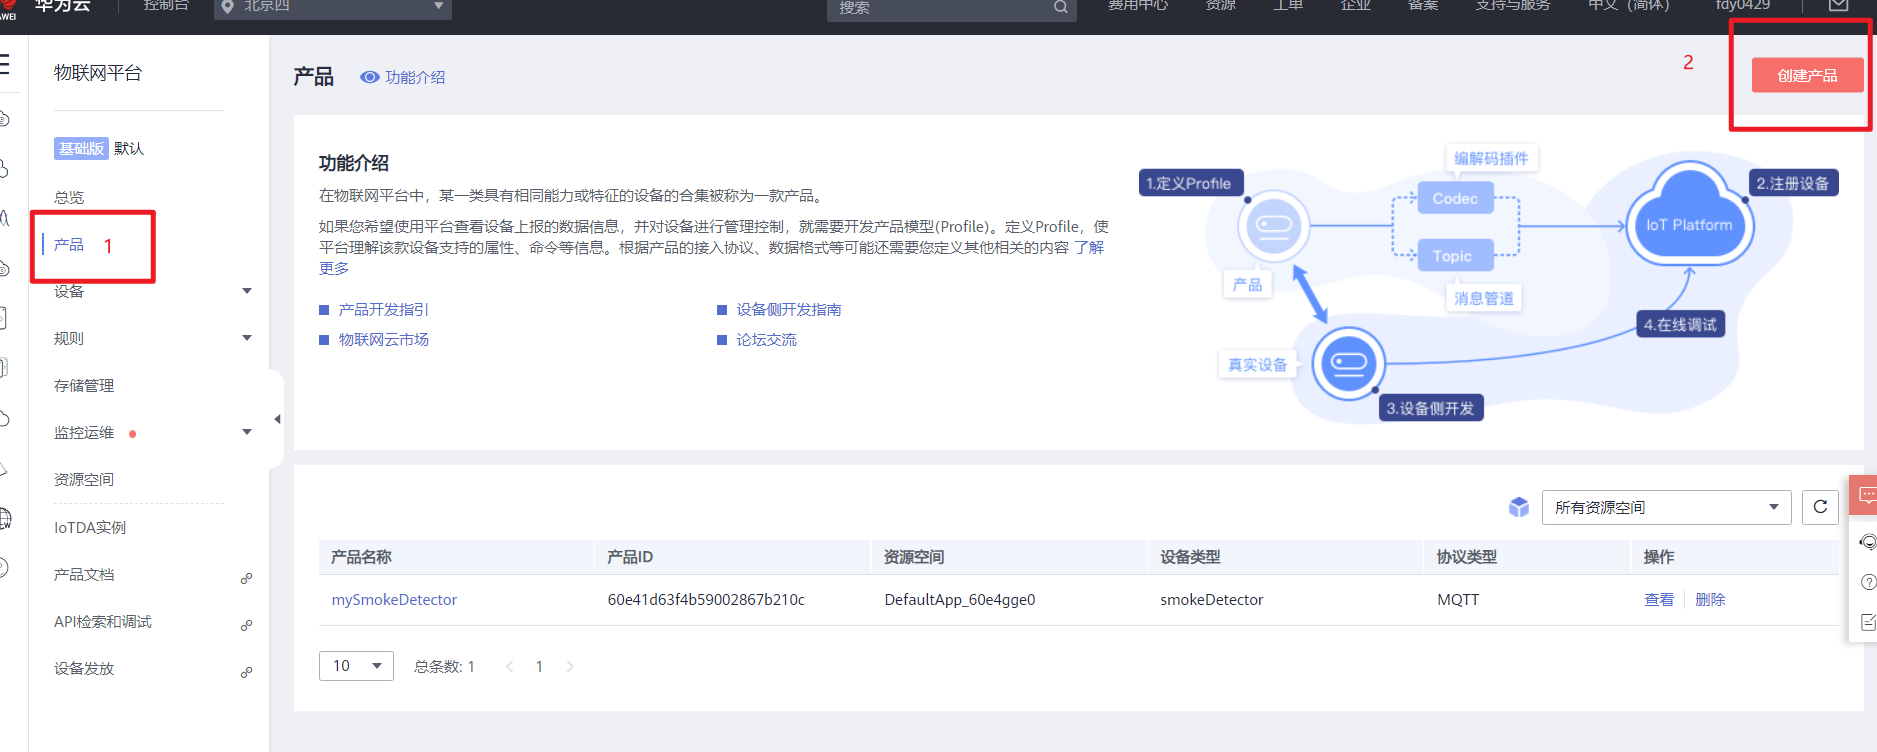 华为云
控制台
北京四
搜索
费用中心
资源
工单
企业
备案
支持与服务
中文（简体）
fdy0429
物联网平台
基础版 默认
总览
产品 1
设备
规则
存储管理
监控运维
资源空间
IoTDA实例
产品文档
API检索和调试
设备发放
产品
功能介绍
2
创建产品
功能介绍
在物联网平台中，某一类具有相同能力或特征的设备的合集被称为一款产品。
如果您希望使用平台查看设备上报的数据信息，并对设备进行管理控制，就需要开发产品模型(Profile)。定义Profile，使
平台理解该款设备支持的属性、命令等信息。根据产品的接入协议、数据格式等可能还需要您定义其他相关的内容 了解
更多
产品开发指引
设备侧开发指南
物联网云市场
论坛交流
1.定义Profile
编解码插件
Codec
2.注册设备
IoT Platform
Topic
产品
消息管道
4.在线调试
真实设备
3.设备侧开发
所有资源空间
产品名称 产品ID 资源空间 设备类型 协议类型 操作
mySmokeDetector 60e41d63f4b59002867b210c DefaultApp_60e4gge0 smokeDetector MQTT 查看 删除
10 总条数: 1 < 1 >